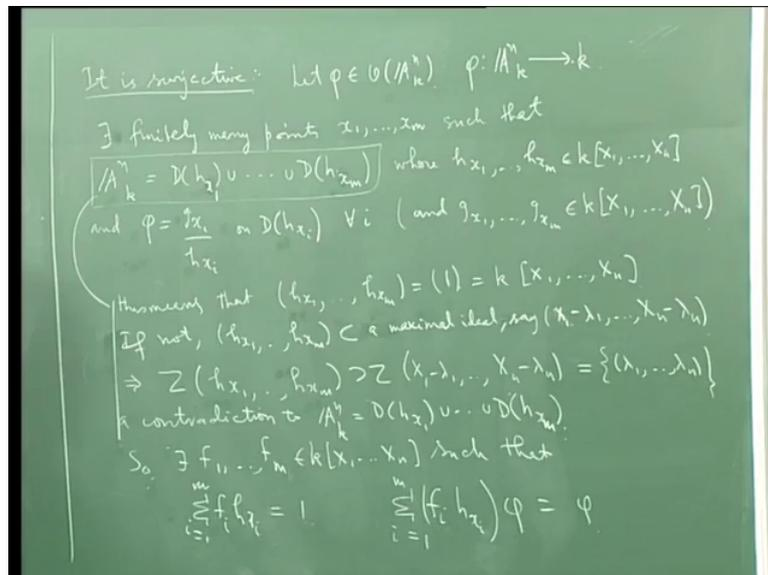 It is surjective: Let φ ∈ O(𝔸ⁿₖ) φ: 𝔸ⁿₖ ⟶ k
∃ finitely many points x₁, ..., xₘ such that
𝔸ⁿₖ = D(h_{x₁}) ∪ ··· ∪ D(h_{xₘ}) where h_{x₁}, .., h_{xₘ} ∈ k[X₁, ..., Xₙ]
and φ = g_{xᵢ}/h_{xᵢ} on D(h_{xᵢ}) ∀ i (and g_{x₁}, ..., g_{xₘ} ∈ k[X₁, ..., Xₙ])
this means that (h_{x₁}, .., h_{xₘ}) = (1) = k[X₁, ..., Xₙ]
If not, (h_{x₁}, .., h_{xₘ}) ⊂ a maximal ideal, say (X₁-λ₁, ..., Xₙ-λₙ)
⇒ Z(h_{x₁}, .., h_{xₘ}) ⊃ Z(X₁-λ₁, ..., Xₙ-λₙ) = {(λ₁, ..., λₙ)}
a contradiction to 𝔸ⁿₖ = D(h_{x₁}) ∪ ·· ∪ D(h_{xₘ}).
So ∃ f₁, .., fₘ ∈ k[X₁...Xₙ] such that
∑_{i=1}^{m} fᵢ h_{xᵢ} = 1 ∑_{i=1}^{m} (fᵢ h_{xᵢ}) φ = φ